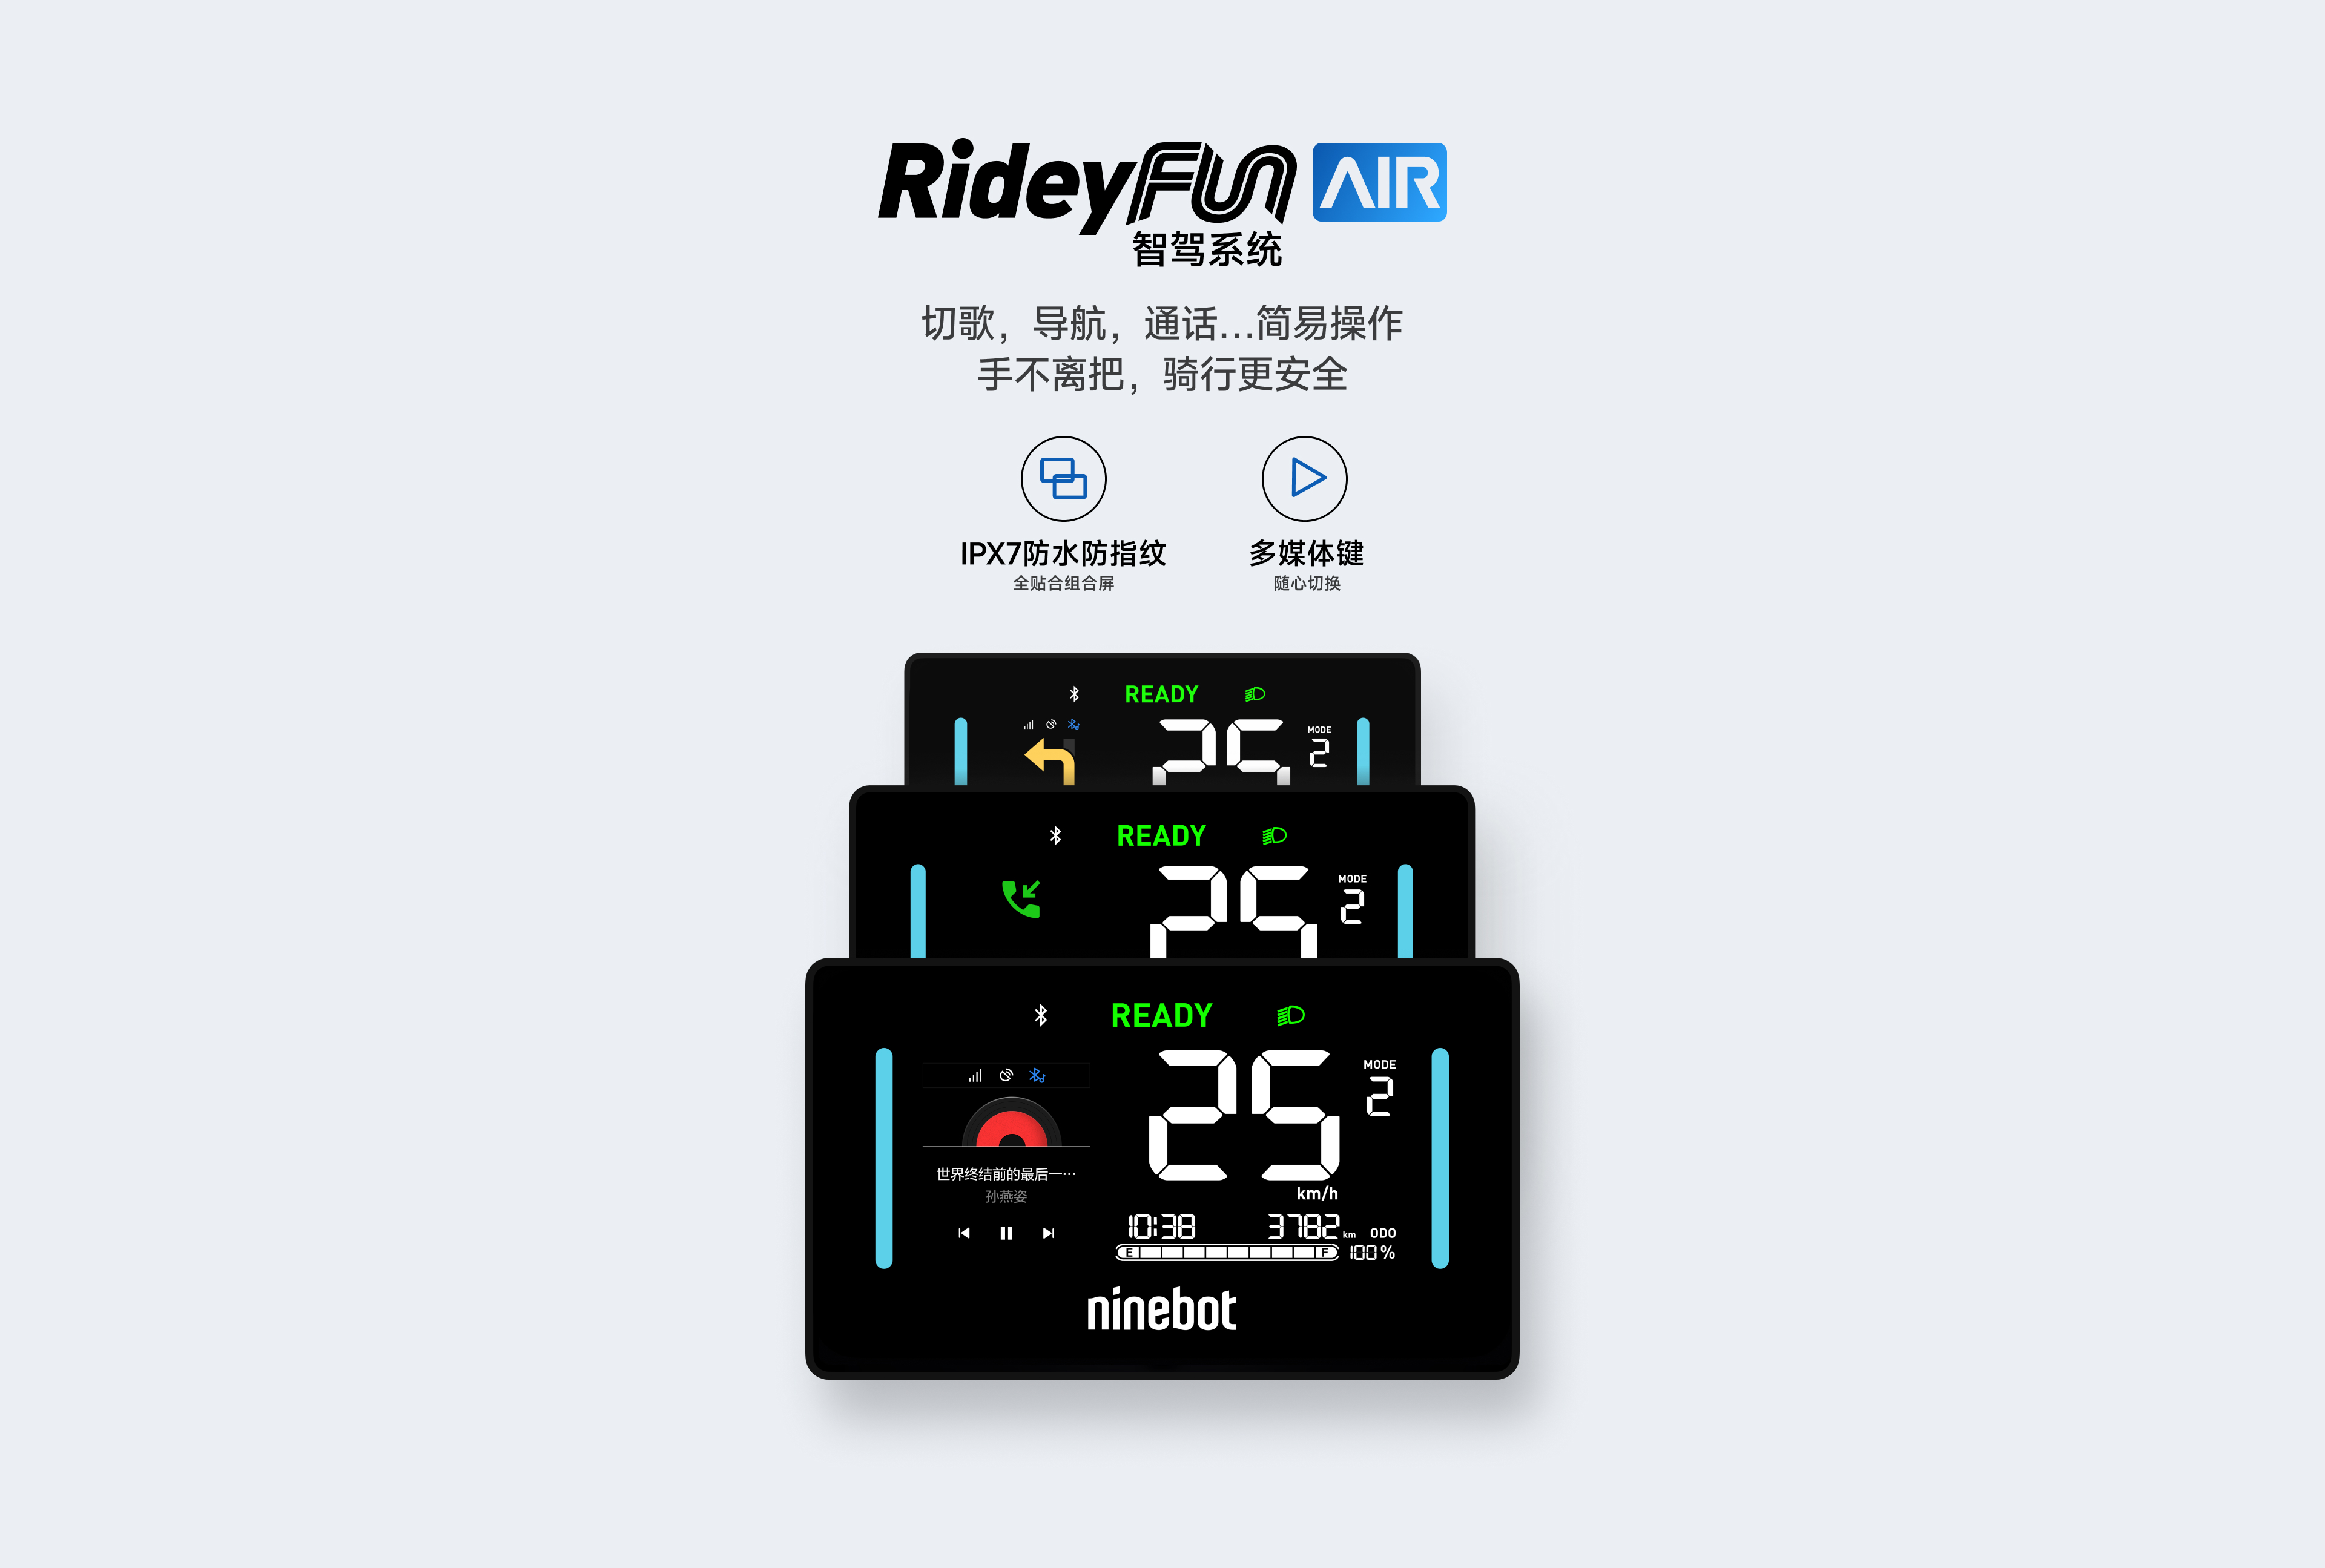 RideyFUN AIR
智驾系统
切歌，导航，通话...简易操作
手不离把，骑行更安全
IPX7防水防指纹
全贴合组合屏
多媒体键
随心切换
READY
25
MODE
2
READY
25
MODE
2
READY
25
MODE
2
世界终结前的最后一…
孙燕姿
km/h
10:38 3782 km ODO
E F 100%
ninebot